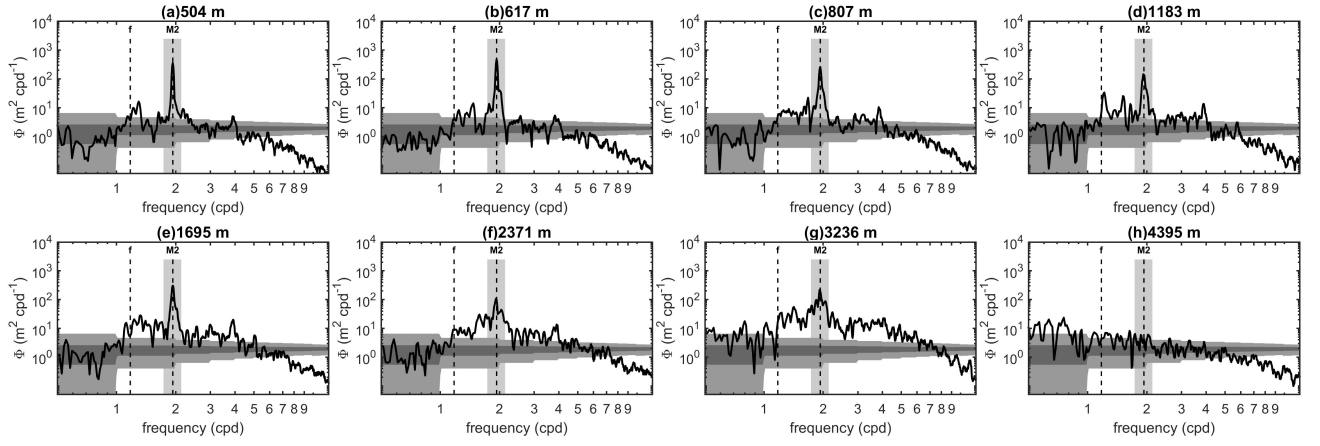 (a)504 m
(b)617 m
(c)807 m
(d)1183 m
f M2
f M2
f M2
f M2
10⁴
10³
10²
10¹
10⁰
Φ (m² cpd⁻¹)
10⁴
10³
10²
10¹
10⁰
Φ (m² cpd⁻¹)
10⁴
10³
10²
10¹
10⁰
Φ (m² cpd⁻¹)
10⁴
10³
10²
10¹
10⁰
Φ (m² cpd⁻¹)
1 2 3 4 5 6 7 8 9
1 2 3 4 5 6 7 8 9
1 2 3 4 5 6 7 8 9
1 2 3 4 5 6 7 8 9
frequency (cpd)
frequency (cpd)
frequency (cpd)
frequency (cpd)
(e)1695 m
(f)2371 m
(g)3236 m
(h)4395 m
f M2
f M2
f M2
f M2
10⁴
10³
10²
10¹
10⁰
Φ (m² cpd⁻¹)
10⁴
10³
10²
10¹
10⁰
Φ (m² cpd⁻¹)
10⁴
10³
10²
10¹
10⁰
Φ (m² cpd⁻¹)
10⁴
10³
10²
10¹
10⁰
Φ (m² cpd⁻¹)
1 2 3 4 5 6 7 8 9
1 2 3 4 5 6 7 8 9
1 2 3 4 5 6 7 8 9
1 2 3 4 5 6 7 8 9
frequency (cpd)
frequency (cpd)
frequency (cpd)
frequency (cpd)